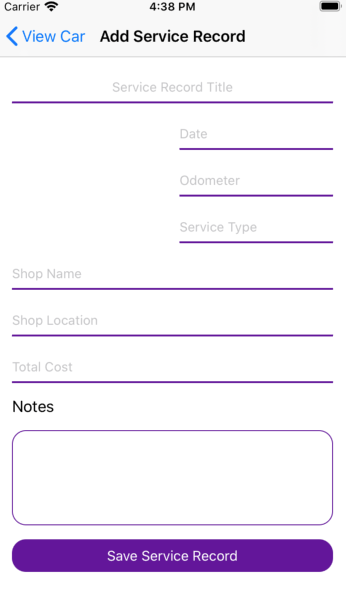 Carrier 4:38 PM
View Car Add Service Record
Service Record Title
Date
Odometer
Service Type
Shop Name
Shop Location
Total Cost
Notes
Save Service Record